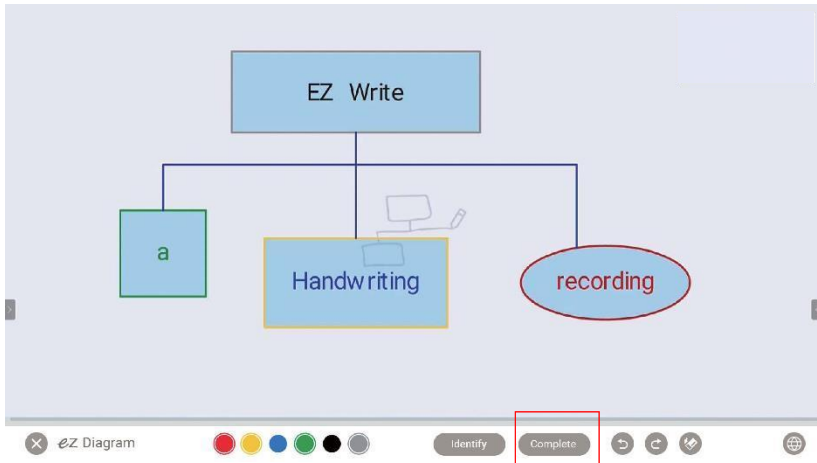 EZ Write
a
Handwriting
recording
eZ Diagram
Identify
Complete